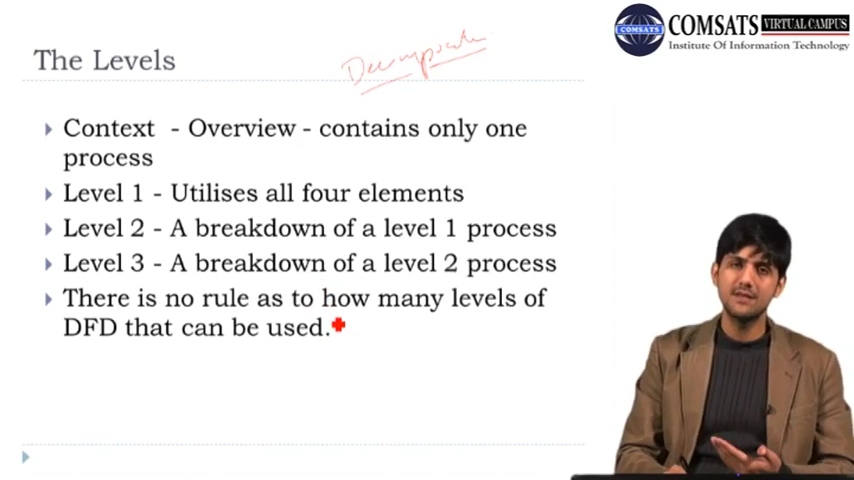 COMSATS VIRTUAL CAMPUS
COMSATS
Institute Of Information Technology
The Levels
Context - Overview - contains only one
process
Level 1 - Utilises all four elements
Level 2 - A breakdown of a level 1 process
Level 3 - A breakdown of a level 2 process
There is no rule as to how many levels of
DFD that can be used.